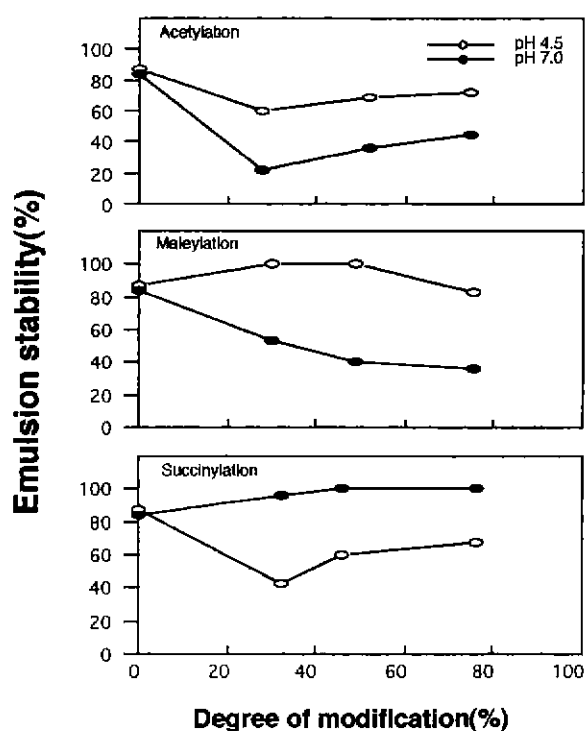 Acetylation
pH 4.5
pH 7.0
100
80
60
40
20
0
Maleylation
100
80
60
40
20
0
Succinylation
100
80
60
40
20
0
0 20 40 60 80 100
Emulsion stability(%)
Degree of modification(%)